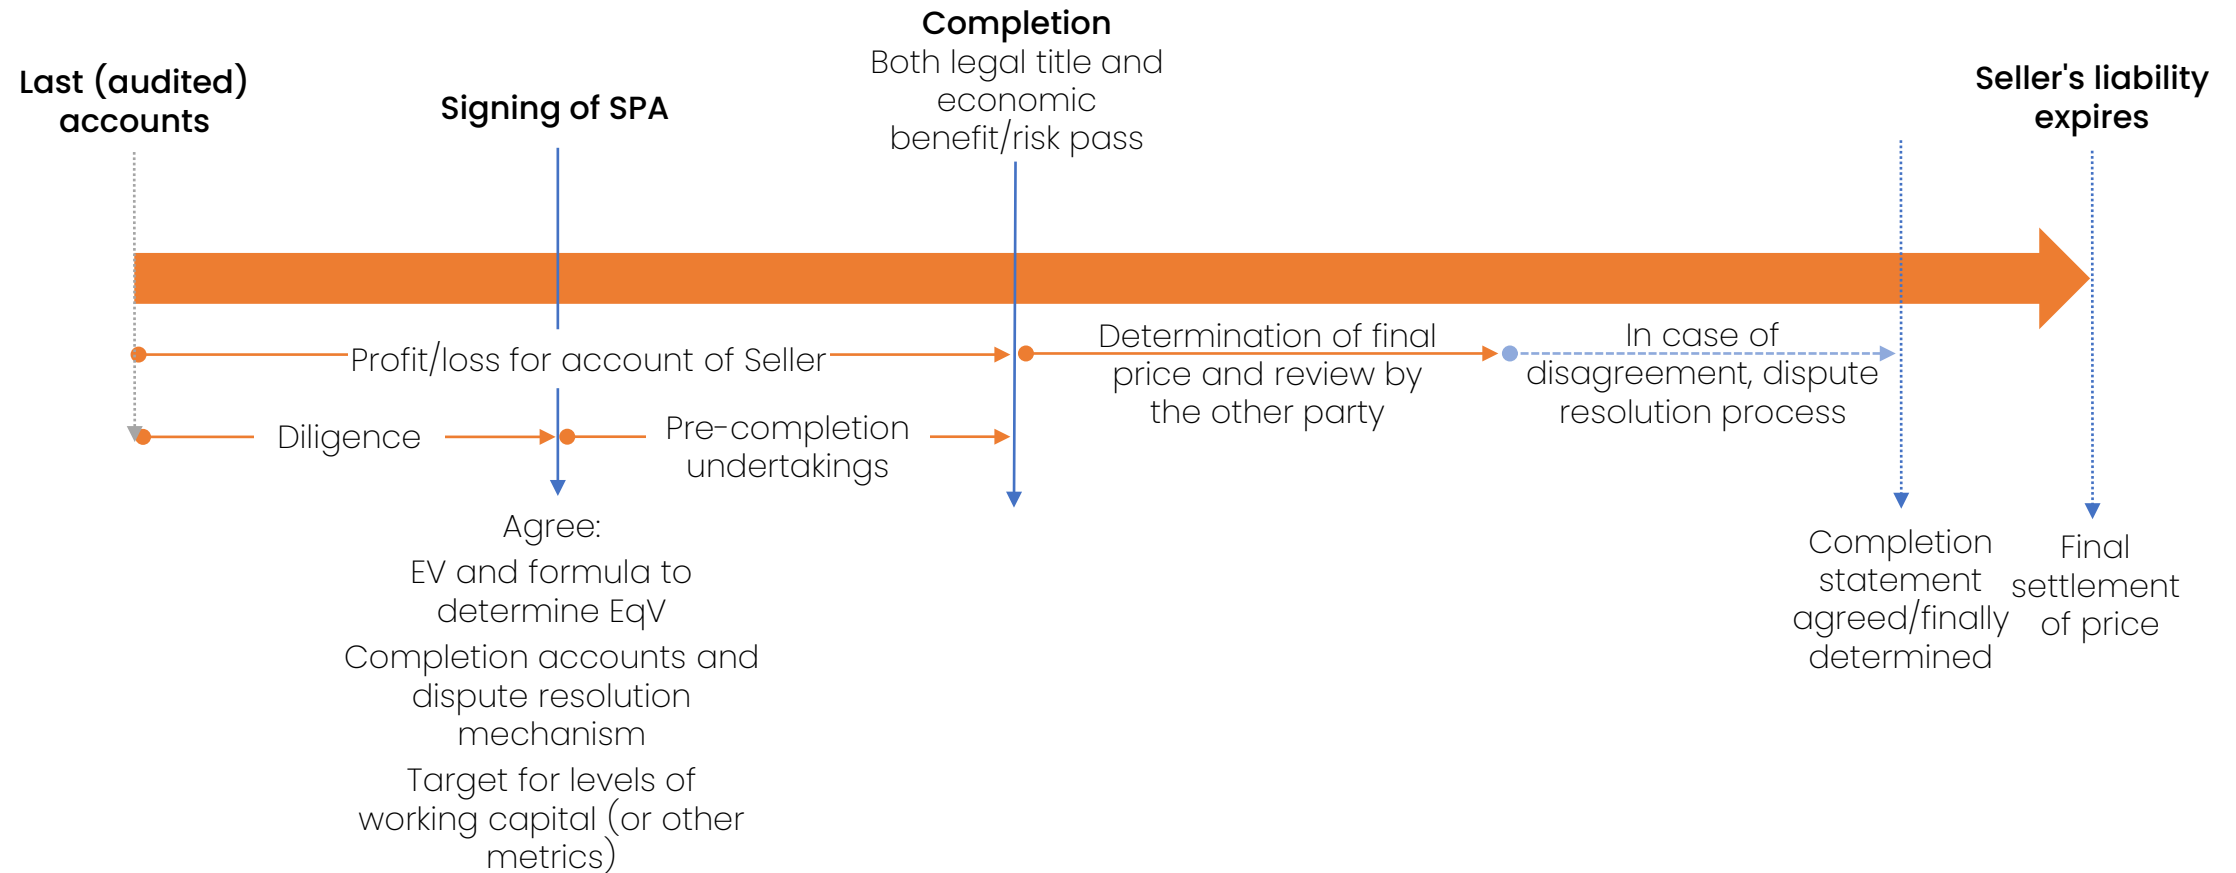 Last (audited)
accounts
Signing of SPA
Completion
Both legal title and
economic
benefit/risk pass
Seller's liability
expires
Profit/loss for account of Seller
Determination of final
price and review by
the other party
In case of
disagreement, dispute
resolution process
Diligence
Pre-completion
undertakings
Agree:
EV and formula to
determine EqV
Completion accounts and
dispute resolution
mechanism
Target for levels of
working capital (or other
metrics)
Completion
statement
agreed/finally
determined
Final
settlement
of price